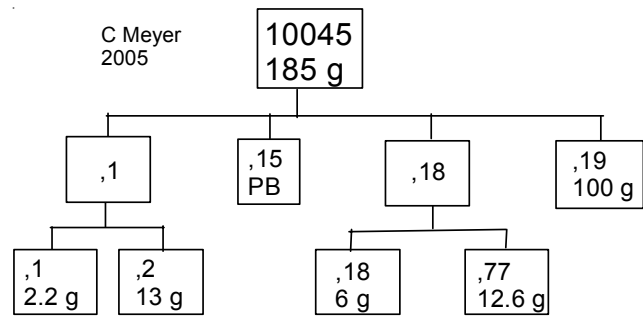 C Meyer
2005
10045
185 g
,1
,15
PB
,18
,19
100 g
,1
2.2 g
,2
13 g
,18
6 g
,77
12.6 g